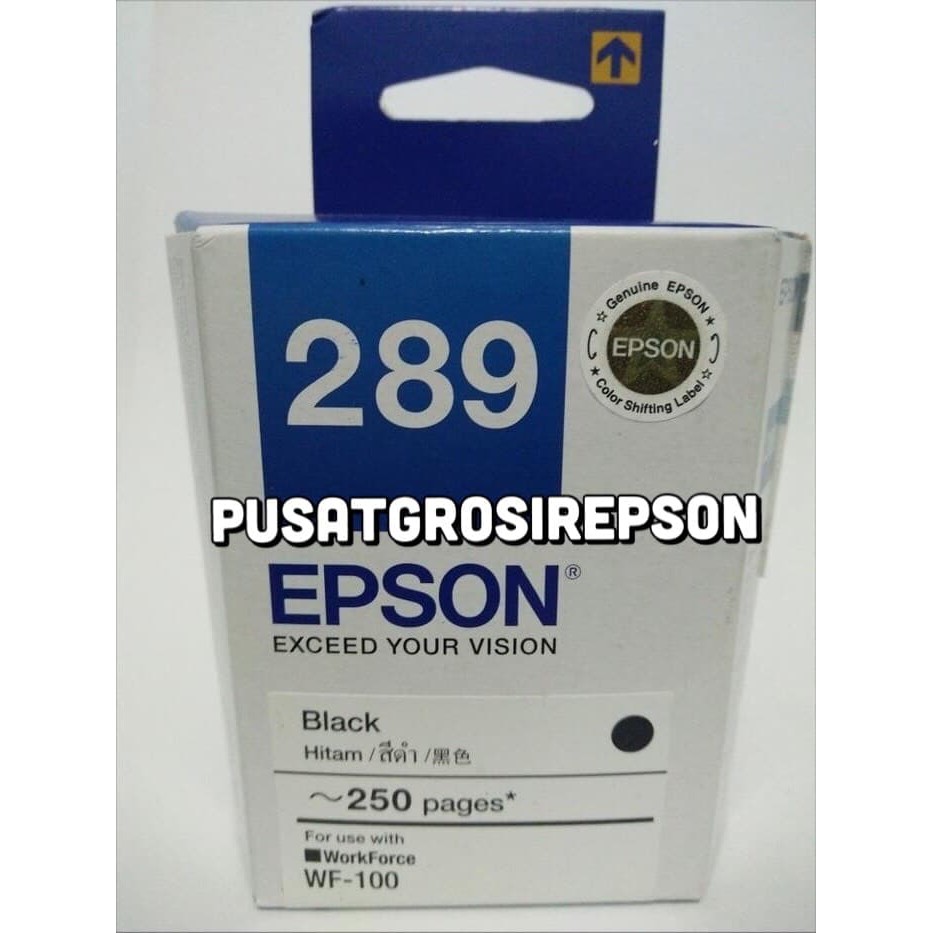 289
Genuine EPSON
EPSON
Color Shifting Label
PUSATGROSIREPSON
EPSON®
EXCEED YOUR VISION
Black
Hitam /สีดำ /黑色
~250 pages*
For use with
WorkForce
WF-100